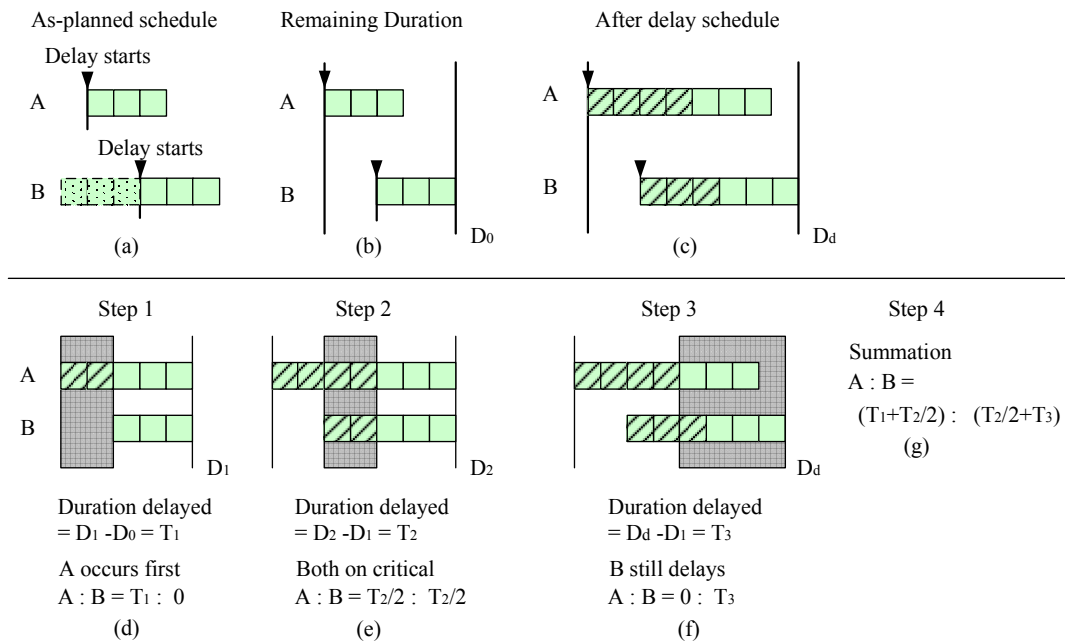 As-planned schedule
Remaining Duration
After delay schedule
Delay starts
A
A
A
Delay starts
B
B
B
D0
Dd
(a)
(b)
(c)
Step 1
Step 2
Step 3
Step 4
Summation
A
A : B =
B
(T1+T2/2) : (T2/2+T3)
(g)
D1
D2
Dd
Duration delayed
= D1 -D0 = T1
Duration delayed
= D2 -D1 = T2
Duration delayed
= Dd -D1 = T3
A occurs first
A : B = T1 : 0
Both on critical
A : B = T2/2 : T2/2
B still delays
A : B = 0 : T3
(d)
(e)
(f)